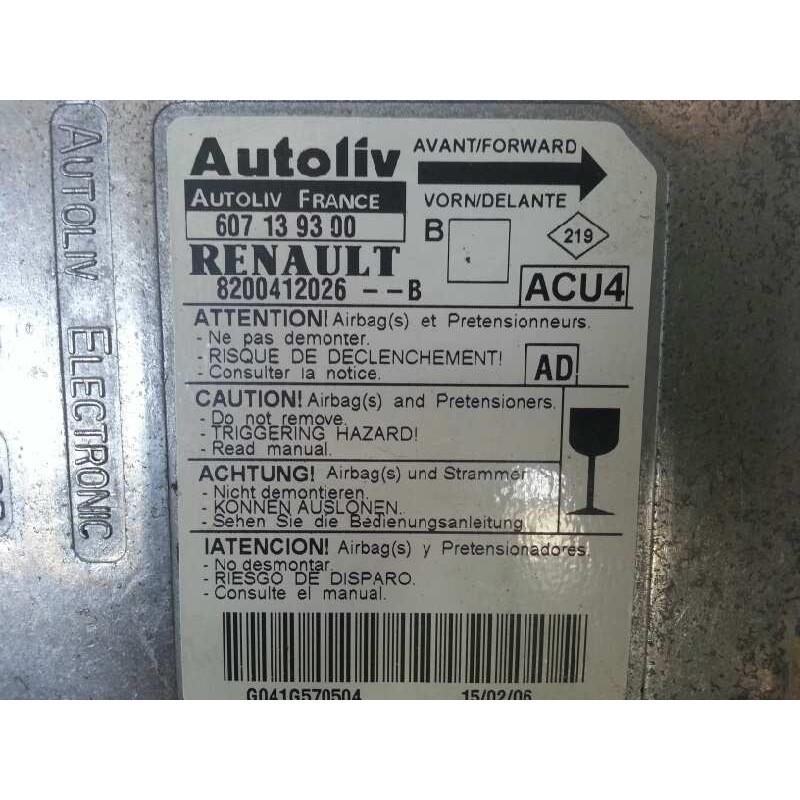 AUTOLIV ELECTRONIC
Autoliv
AUTOLIV FRANCE
607 13 93 00
AVANT/FORWARD
VORN/DELANTE
B
219
RENAULT
8200412026 --B
ACU4
ATTENTION! Airbag(s) et Pretensionneurs.
- Ne pas demonter.
- RISQUE DE DECLENCHEMENT!
- Consulter la notice.
AD
CAUTION! Airbag(s) and Pretensioners.
- Do not remove.
- TRIGGERING HAZARD!
- Read manual.
ACHTUNG! Airbag(s) und Strammer
- Nicht demontieren.
- KONNEN AUSLONEN.
- Sehen Sie die Bedienungsanleitung
IATENCION! Airbag(s) y Pretensionadores.
- No desmontar.
- RIESGO DE DISPARO.
- Consulte el manual.
G041G570504
15/02/06